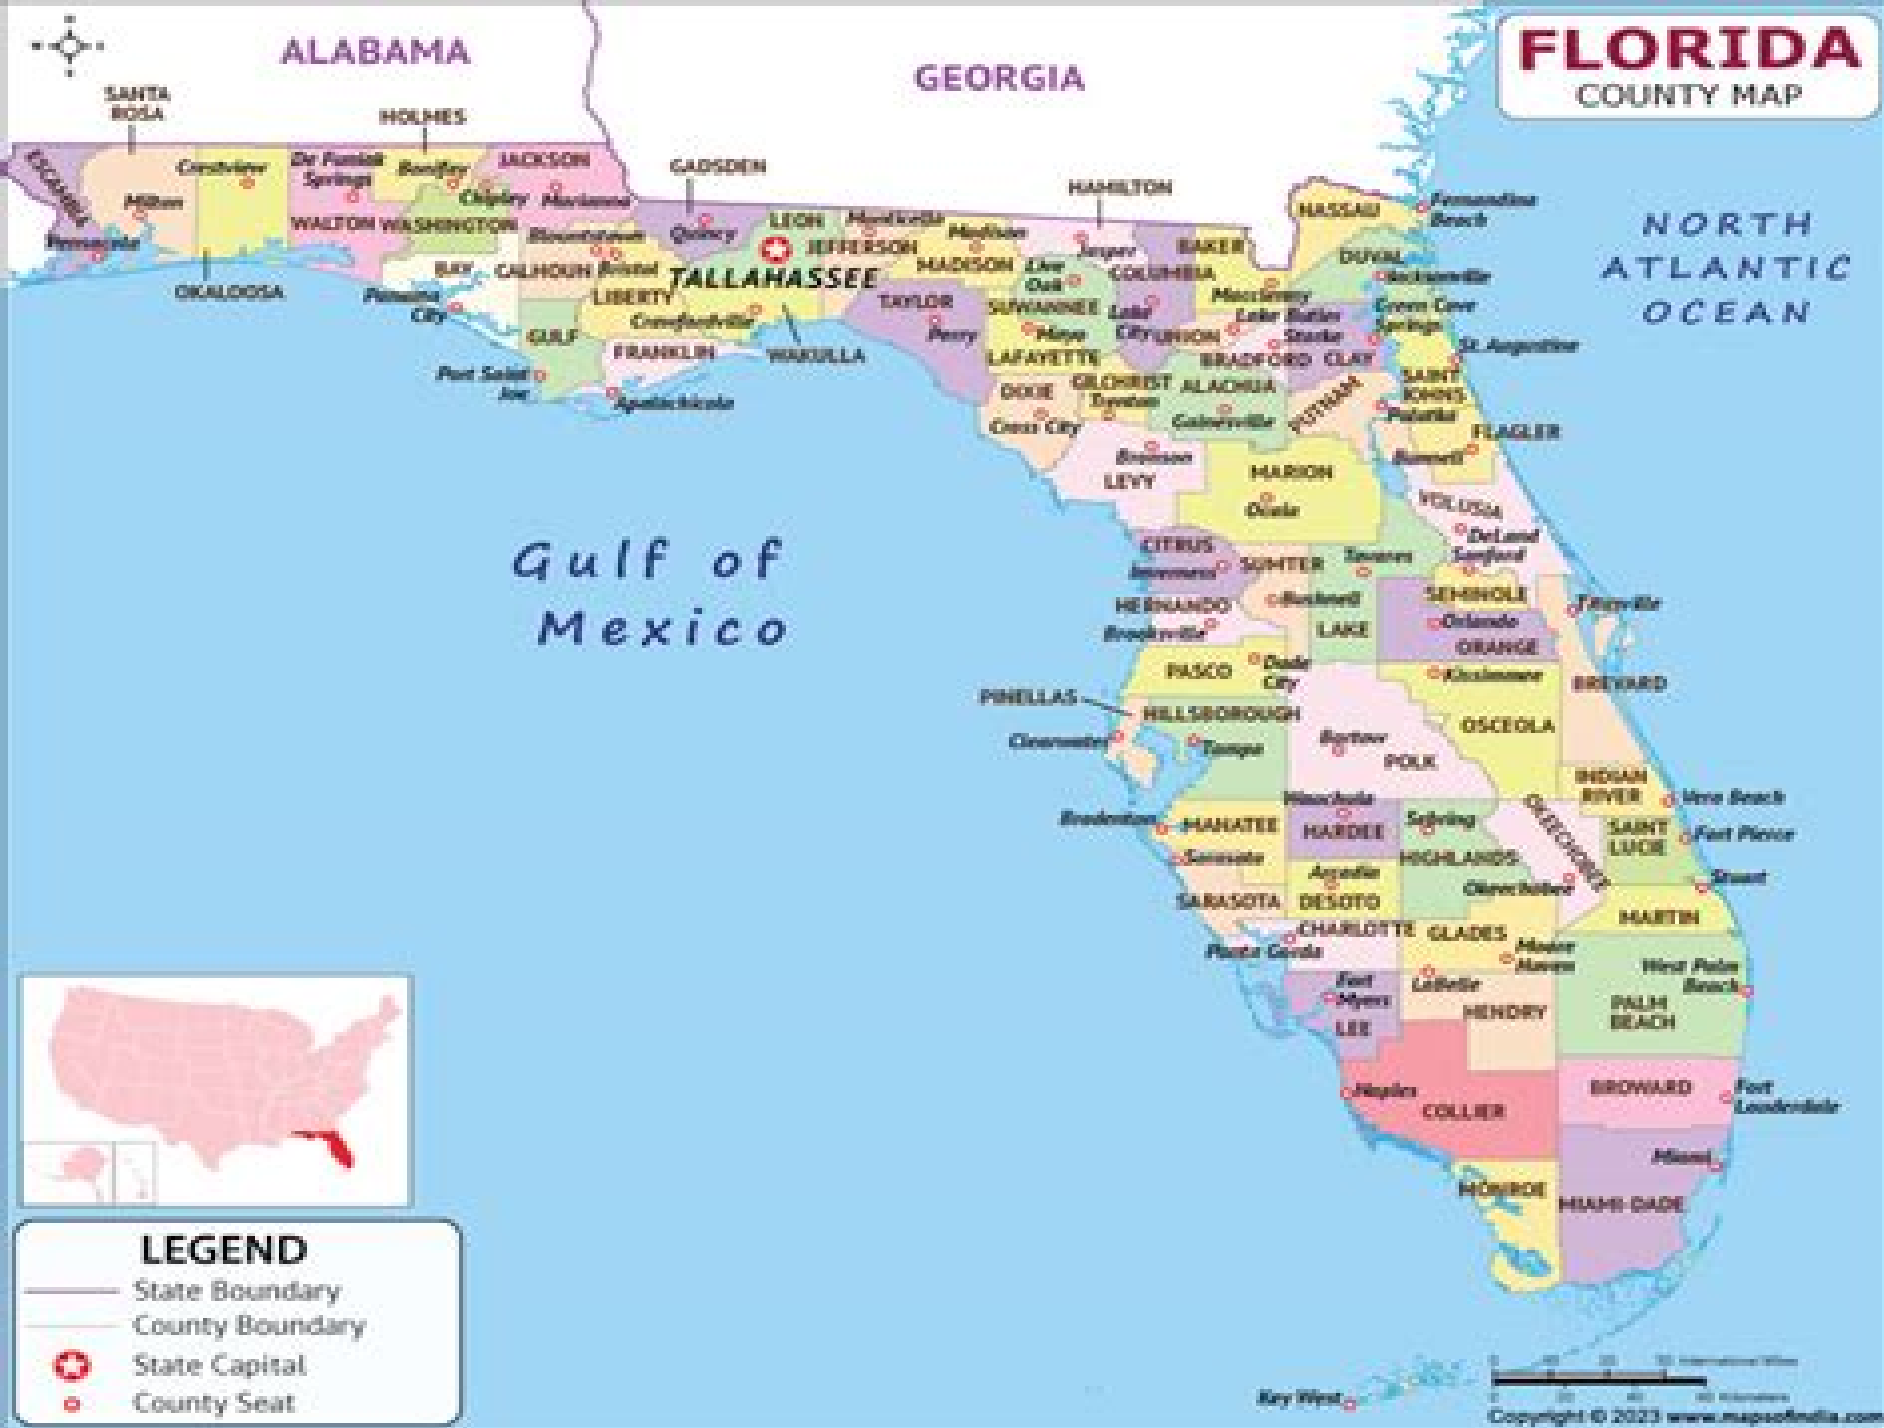 FLORIDA
COUNTY MAP
ALABAMA
GEORGIA
SANTA
ROSA
HOLMES
ESCAMBIA
Crestview
De Funiak
Springs
Bonifay
JACKSON
GADSDEN
HAMILTON
Milton
Chipley
Marianna
WALTON
WASHINGTON
Pensacola
OKALOOSA
Quincy
LEON
Monticello
Madison
Jasper
BAKER
NASSAU
Fernandina
Beach
Blountstown
JEFFERSON
MADISON
Live
Oak
COLUMBIA
DUVAL
Jacksonville
BAY
CALHOUN
Bristol
TALLAHASSEE
Macclenny
Panama
City
LIBERTY
TAYLOR
SUWANNEE
Lake
City
Lake Butler
Green Cove
Springs
Crawfordville
GULF
Perry
Mayo
UNION
Starke
FRANKLIN
WAKULLA
LAFAYETTE
BRADFORD
CLAY
St. Augustine
Port Saint
Joe
Apalachicola
DIXIE
GILCHRIST
Trenton
ALACHUA
PUTNAM
SAINT
JOHNS
Palatka
Cross City
Gainesville
FLAGLER
Bunnell
Bronson
LEVY
MARION
Ocala
VOLUSIA
DeLand
NORTH
ATLANTIC
OCEAN
Gulf of
Mexico
CITRUS
Inverness
SUMTER
Tavares
Sanford
HERNANDO
Bushnell
SEMINOLE
Titusville
Brooksville
LAKE
Orlando
ORANGE
PASCO
Dade
City
Kissimmee
BREVARD
PINELLAS
HILLSBOROUGH
OSCEOLA
Clearwater
Tampa
Bartow
POLK
INDIAN
RIVER
Vero Beach
Wauchula
Bradenton
MANATEE
HARDEE
Sebring
OKEECHOBEE
SAINT
LUCIE
Fort Pierce
Sarasota
HIGHLANDS
Arcadia
Okeechobee
Stuart
SARASOTA
DESOTO
MARTIN
CHARLOTTE
GLADES
Punta Gorda
Moore
Haven
West Palm
Beach
Fort
Myers
LaBelle
LEE
HENDRY
PALM
BEACH
Naples
COLLIER
BROWARD
Fort
Lauderdale
Miami
MONROE
MIAMI-DADE
Key West
LEGEND
State Boundary
County Boundary
State Capital
County Seat
Copyright © 2023 www.mapsofindia.com